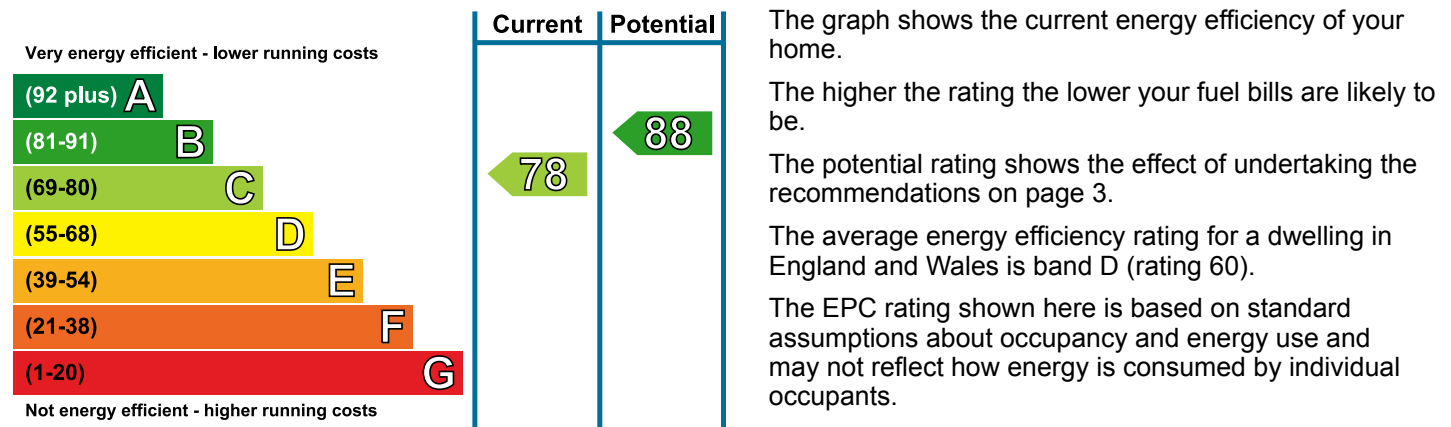 Current Potential
Very energy efficient - lower running costs
(92 plus) A
(81-91) B
88
(69-80) C
78
(55-68) D
(39-54) E
(21-38) F
(1-20) G
Not energy efficient - higher running costs
The graph shows the current energy efficiency of your
home.
The higher the rating the lower your fuel bills are likely to
be.
The potential rating shows the effect of undertaking the
recommendations on page 3.
The average energy efficiency rating for a dwelling in
England and Wales is band D (rating 60).
The EPC rating shown here is based on standard
assumptions about occupancy and energy use and
may not reflect how energy is consumed by individual
occupants.